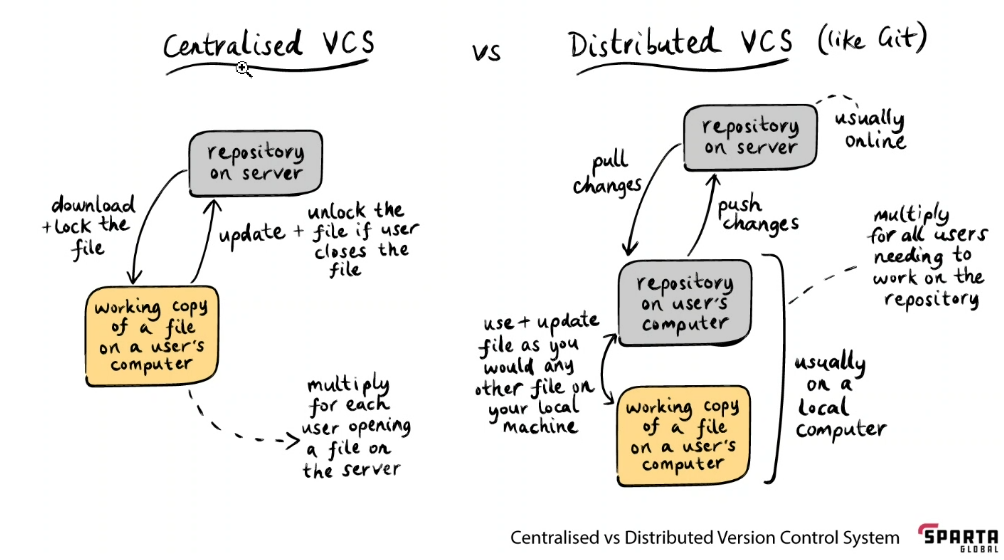 Centralised VCS
vs
Distributed VCS (like Git)
repository
on server
download
+lock the
file
update +
unlock the
file if user
closes the
file
working copy
of a file
on a user's
computer
multiply
for each
user opening
a file on
the server
repository
on server
usually
online
pull
changes
push
changes
multiply
for all users
needing to
work on the
repository
repository
on user's
computer
use + update
file as you
would any
other file on
your local
machine
usually
on a
local
computer
working copy
of a file
on a user's
computer
Centralised vs Distributed Version Control System
SPARTA
GLOBAL